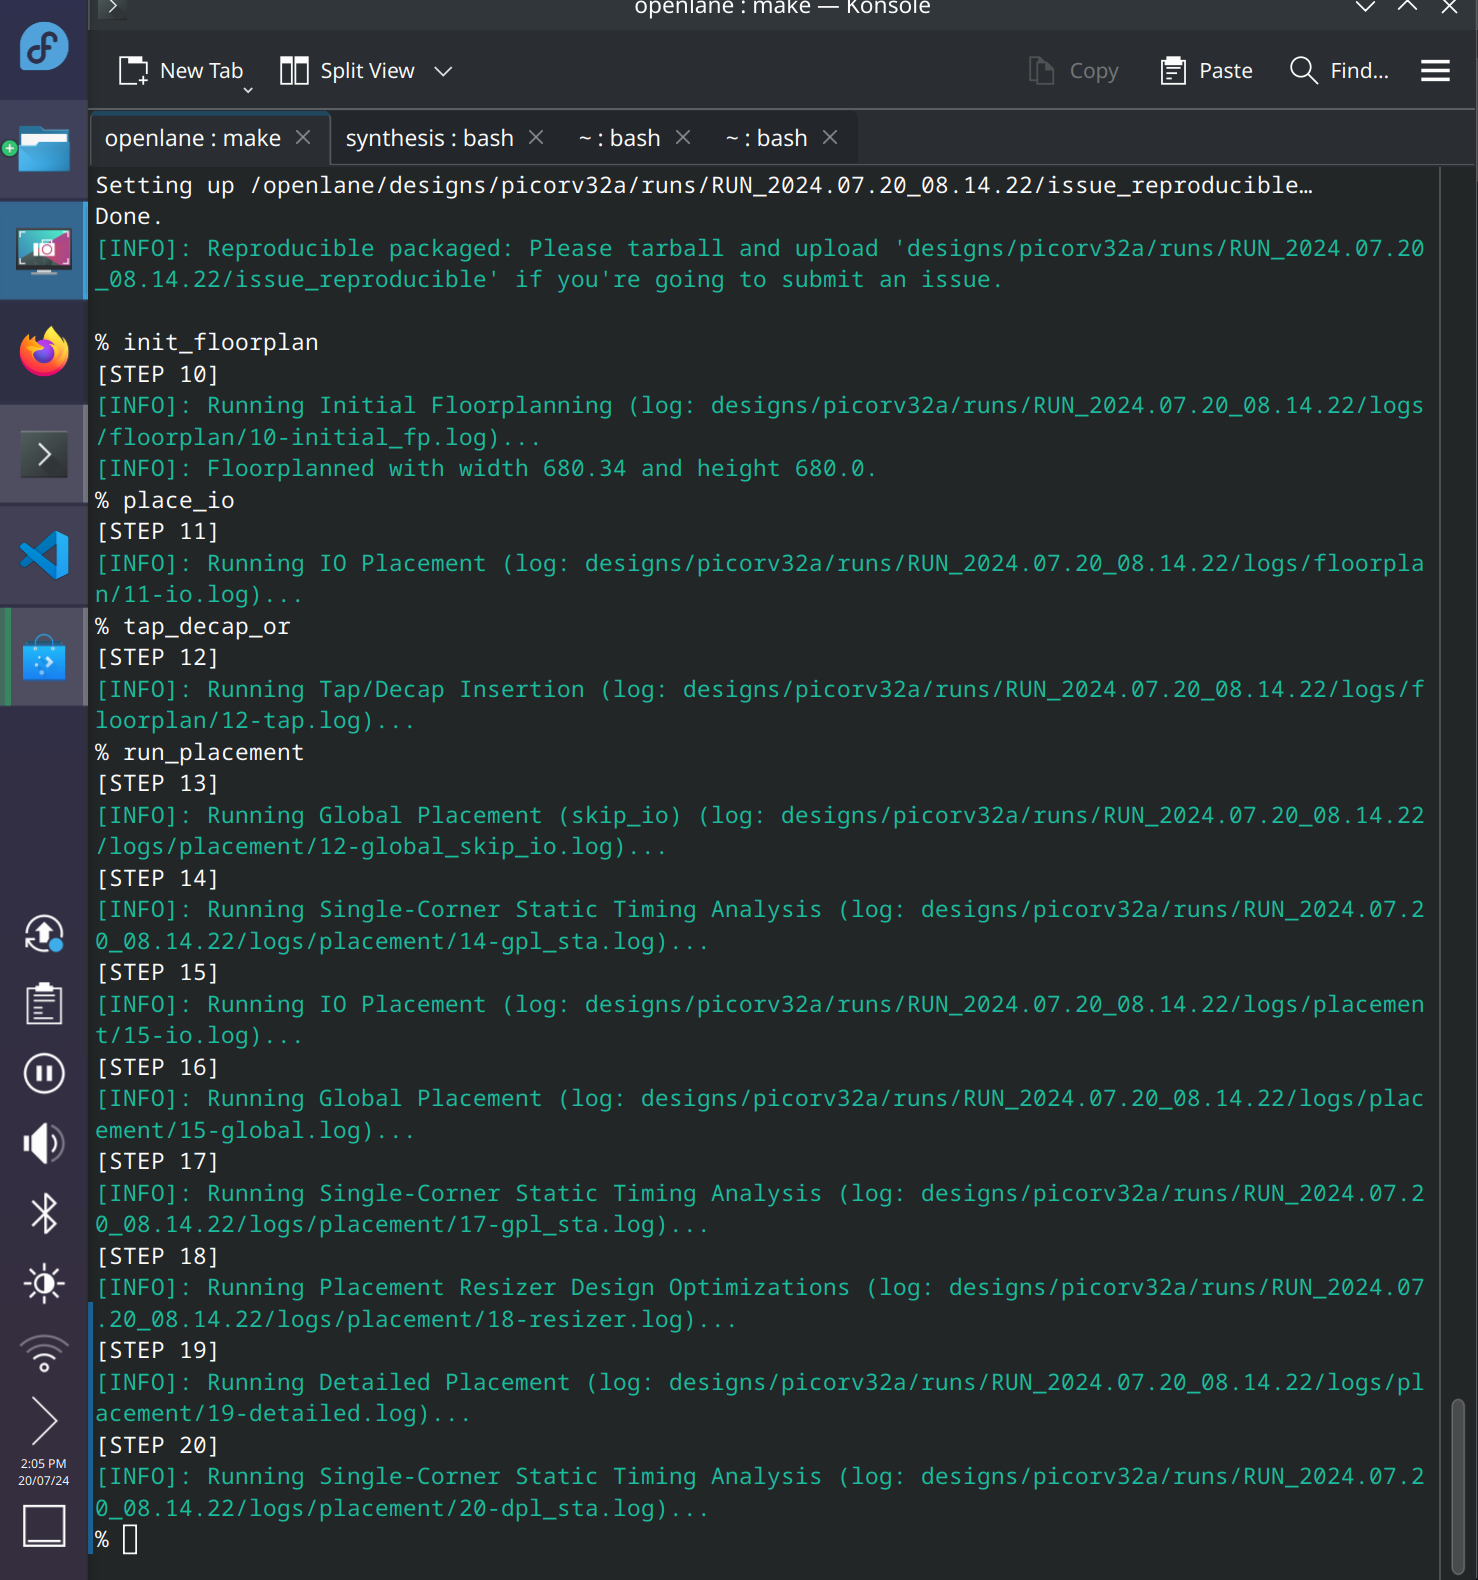 openlane : make — Konsole
New Tab Split View Copy Paste Find...
openlane : make synthesis : bash ~ : bash ~ : bash
Setting up /openlane/designs/picorv32a/runs/RUN_2024.07.20_08.14.22/issue_reproducible…
Done.
[INFO]: Reproducible packaged: Please tarball and upload 'designs/picorv32a/runs/RUN_2024.07.20
_08.14.22/issue_reproducible' if you're going to submit an issue.
% init_floorplan
[STEP 10]
[INFO]: Running Initial Floorplanning (log: designs/picorv32a/runs/RUN_2024.07.20_08.14.22/logs
/floorplan/10-initial_fp.log)...
[INFO]: Floorplanned with width 680.34 and height 680.0.
% place_io
[STEP 11]
[INFO]: Running IO Placement (log: designs/picorv32a/runs/RUN_2024.07.20_08.14.22/logs/floorpla
n/11-io.log)...
% tap_decap_or
[STEP 12]
[INFO]: Running Tap/Decap Insertion (log: designs/picorv32a/runs/RUN_2024.07.20_08.14.22/logs/f
loorplan/12-tap.log)...
% run_placement
[STEP 13]
[INFO]: Running Global Placement (skip_io) (log: designs/picorv32a/runs/RUN_2024.07.20_08.14.22
/logs/placement/12-global_skip_io.log)...
[STEP 14]
[INFO]: Running Single-Corner Static Timing Analysis (log: designs/picorv32a/runs/RUN_2024.07.2
0_08.14.22/logs/placement/14-gpl_sta.log)...
[STEP 15]
[INFO]: Running IO Placement (log: designs/picorv32a/runs/RUN_2024.07.20_08.14.22/logs/placemen
t/15-io.log)...
[STEP 16]
[INFO]: Running Global Placement (log: designs/picorv32a/runs/RUN_2024.07.20_08.14.22/logs/plac
ement/15-global.log)...
[STEP 17]
[INFO]: Running Single-Corner Static Timing Analysis (log: designs/picorv32a/runs/RUN_2024.07.2
0_08.14.22/logs/placement/17-gpl_sta.log)...
[STEP 18]
[INFO]: Running Placement Resizer Design Optimizations (log: designs/picorv32a/runs/RUN_2024.07
.20_08.14.22/logs/placement/18-resizer.log)...
[STEP 19]
[INFO]: Running Detailed Placement (log: designs/picorv32a/runs/RUN_2024.07.20_08.14.22/logs/pl
acement/19-detailed.log)...
[STEP 20]
[INFO]: Running Single-Corner Static Timing Analysis (log: designs/picorv32a/runs/RUN_2024.07.2
0_08.14.22/logs/placement/20-dpl_sta.log)...
%
2:05 PM
20/07/24